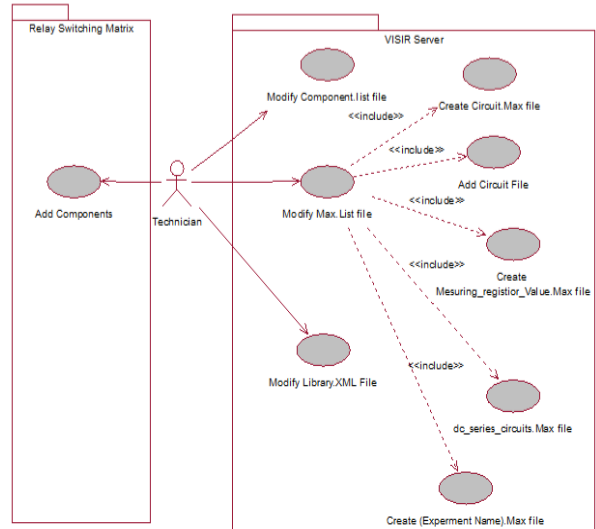 Relay Switching Matrix
VISIR Server
Modify Component.list file
Create Circuit.Max file
<<include>>
<<include>>
Add Circuit File
Add Components
Technician
Modify Max.List file
<<include>>
Create
Mesuring_registior_Value.Max file
<<include>>
Modify Library.XML File
<<include>>
dc_series_circuits.Max file
Create (Experment Name).Max file